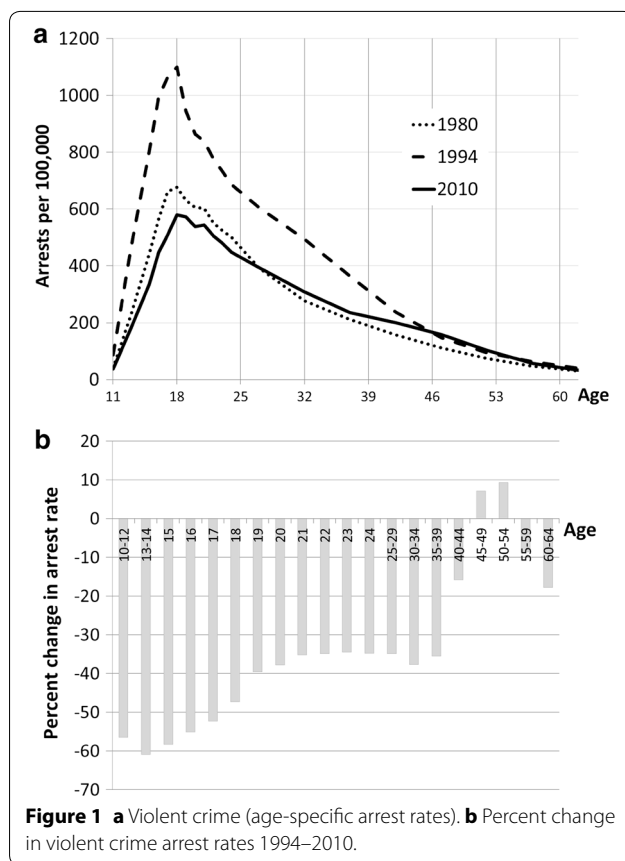 a
1200
1000
800
600
400
200
0
Arrests per 100,000
1980
1994
2010
11 18 25 32 39 46 53 60 Age
b
20
10
0
-10
-20
-30
-40
-50
-60
-70
Percent change in arrest rate
Age
10-12 13-14 15 16 17 18 19 20 21 22 23 24 25-29 30-34 35-39 40-44 45-49 50-54 55-59 60-64
Figure 1 a Violent crime (age-specific arrest rates). b Percent change
in violent crime arrest rates 1994–2010.